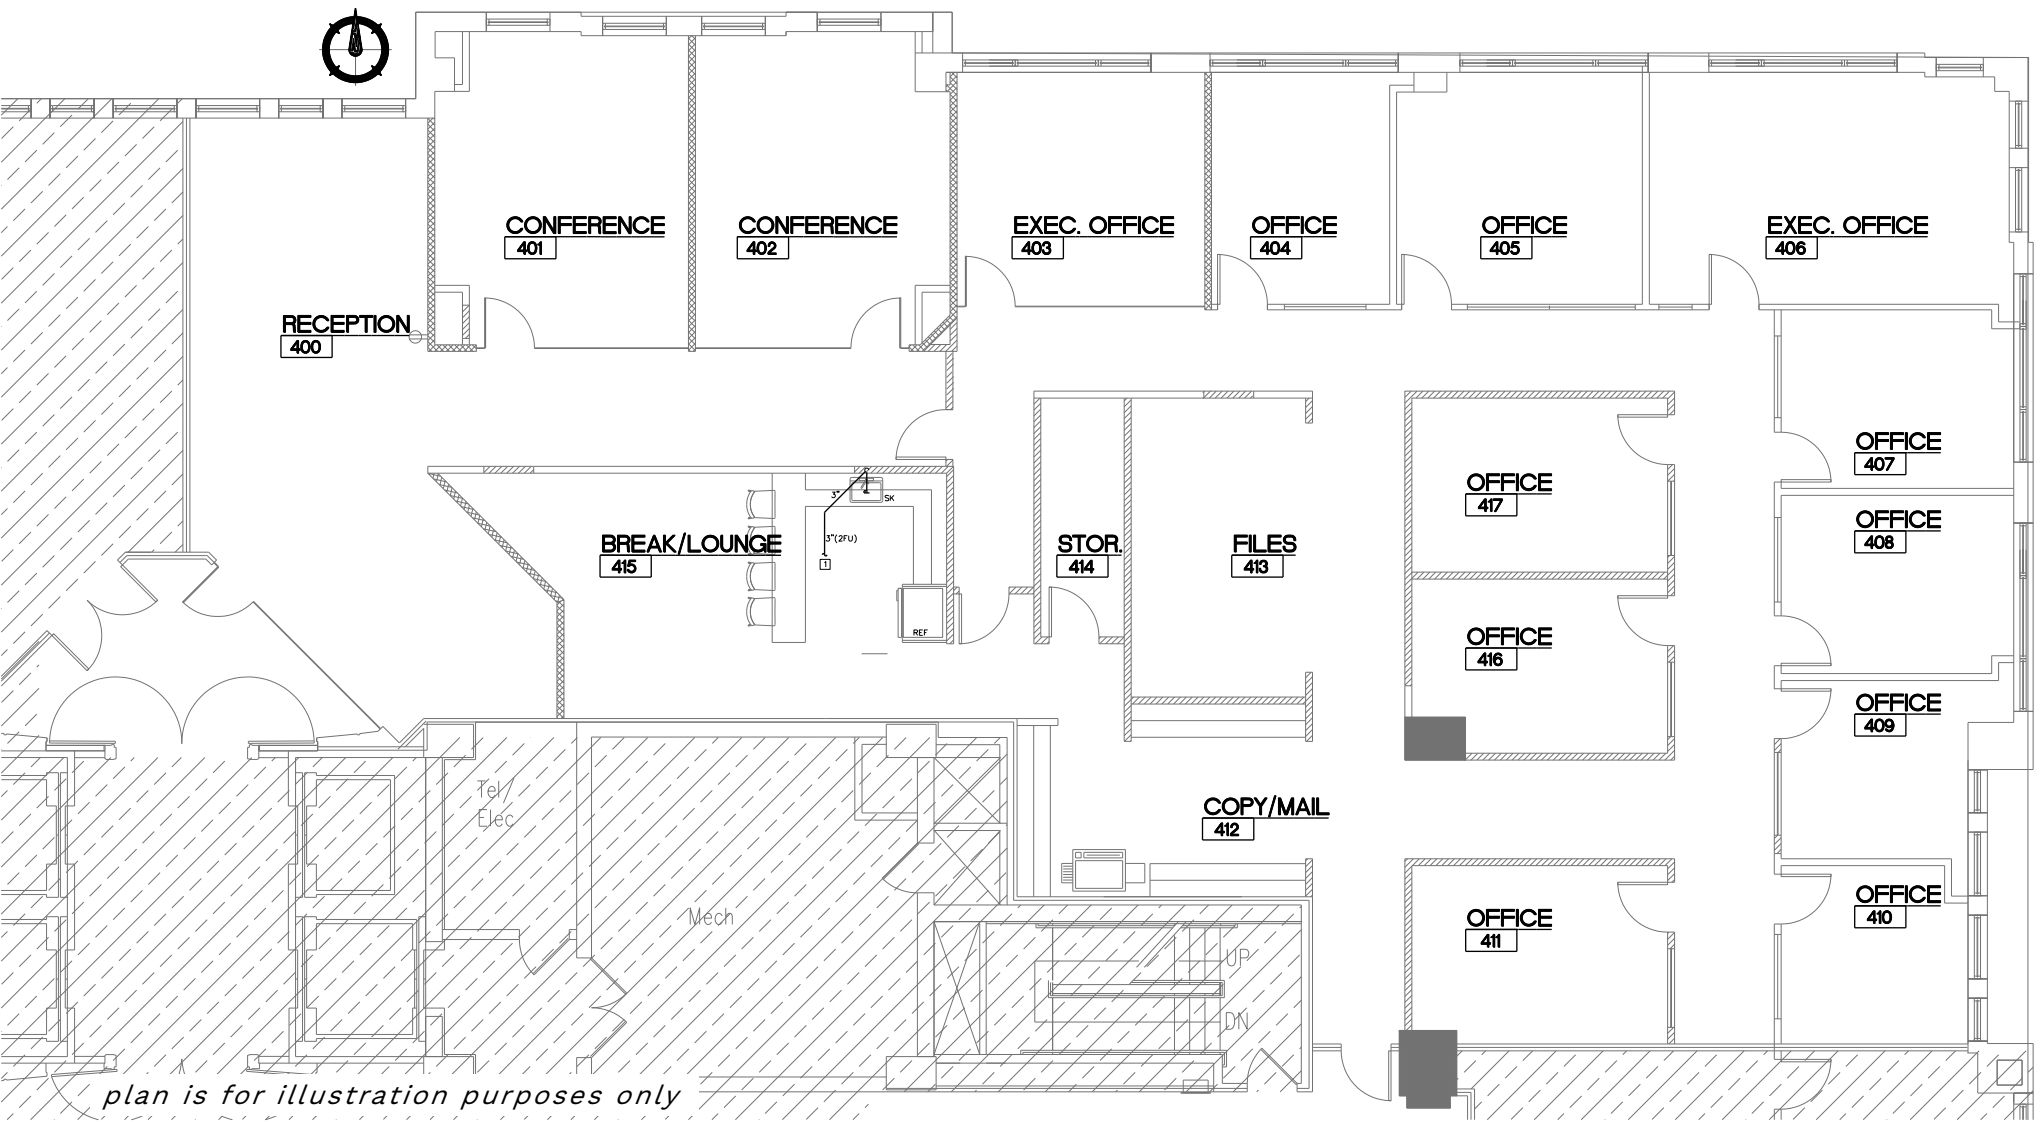 CONFERENCE
401
CONFERENCE
402
EXEC. OFFICE
403
OFFICE
404
OFFICE
405
EXEC. OFFICE
406
RECEPTION
400
OFFICE
407
OFFICE
417
3"
SK
OFFICE
408
BREAK/LOUNGE
415
3"(2FU)
1
STOR.
414
FILES
413
REF
OFFICE
416
OFFICE
409
Tel/
Elec
COPY/MAIL
412
Mech
OFFICE
411
OFFICE
410
UP
DN
plan is for illustration purposes only